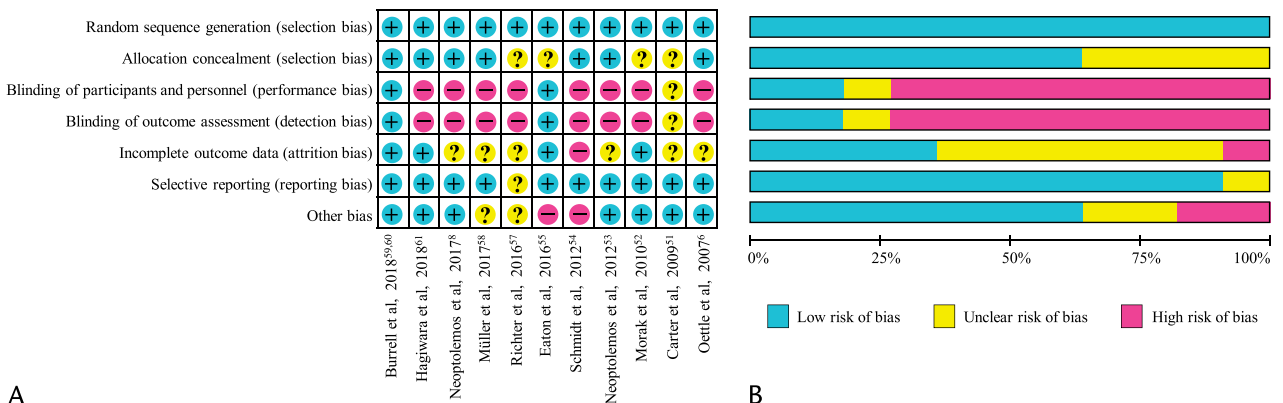 Random sequence generation (selection bias) + + + + + + + + + + +
Allocation concealment (selection bias) + + + + ? ? + + ? ? +
Blinding of participants and personnel (performance bias) + − − − − + − − − ? −
Blinding of outcome assessment (detection bias) + − − − − + − − − ? −
Incomplete outcome data (attrition bias) + + ? ? ? + − ? + ? ?
Selective reporting (reporting bias) + + + + ? + + + + + +
Other bias + + + ? ? − − + + + +
Burrell et al, 2018⁵⁹,⁶⁰
Hagiwara et al, 2018⁶¹
Neoptolemos et al, 2017⁸
Müller et al, 2017⁵⁸
Richter et al, 2016⁵⁷
Eaton et al, 2016⁵⁵
Schmidt et al, 2012⁵⁴
Neoptolemos et al, 2012⁵³
Morak et al, 2010⁵²
Carter et al, 2009⁵¹
Oettle et al, 2007⁶
A
0% 25% 50% 75% 100%
Low risk of bias Unclear risk of bias High risk of bias
B